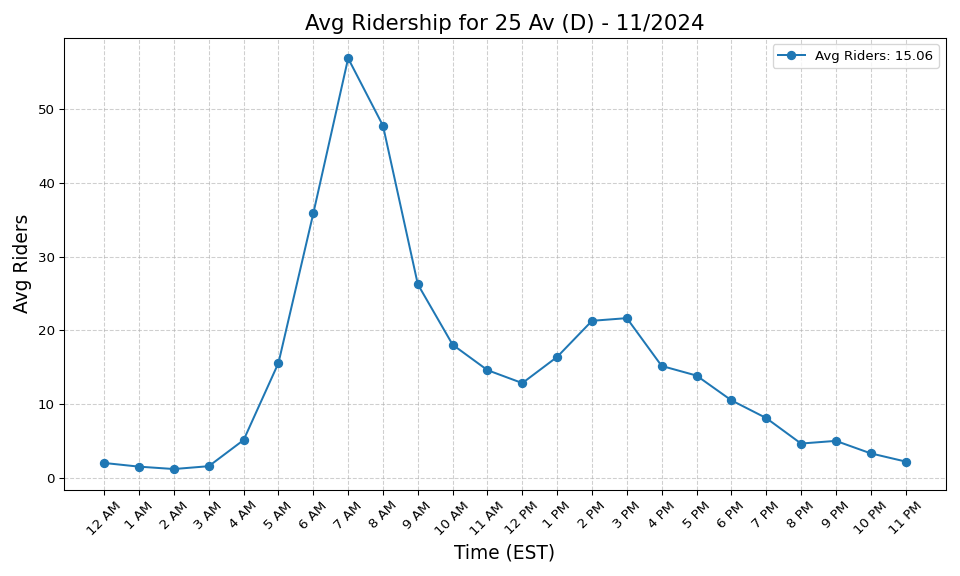 Avg Ridership for 25 Av (D) - 11/2024
Avg Riders: 15.06
Avg Riders
50
40
30
20
10
0
12 AM
1 AM
2 AM
3 AM
4 AM
5 AM
6 AM
7 AM
8 AM
9 AM
10 AM
11 AM
12 PM
1 PM
2 PM
3 PM
4 PM
5 PM
6 PM
7 PM
8 PM
9 PM
10 PM
11 PM
Time (EST)